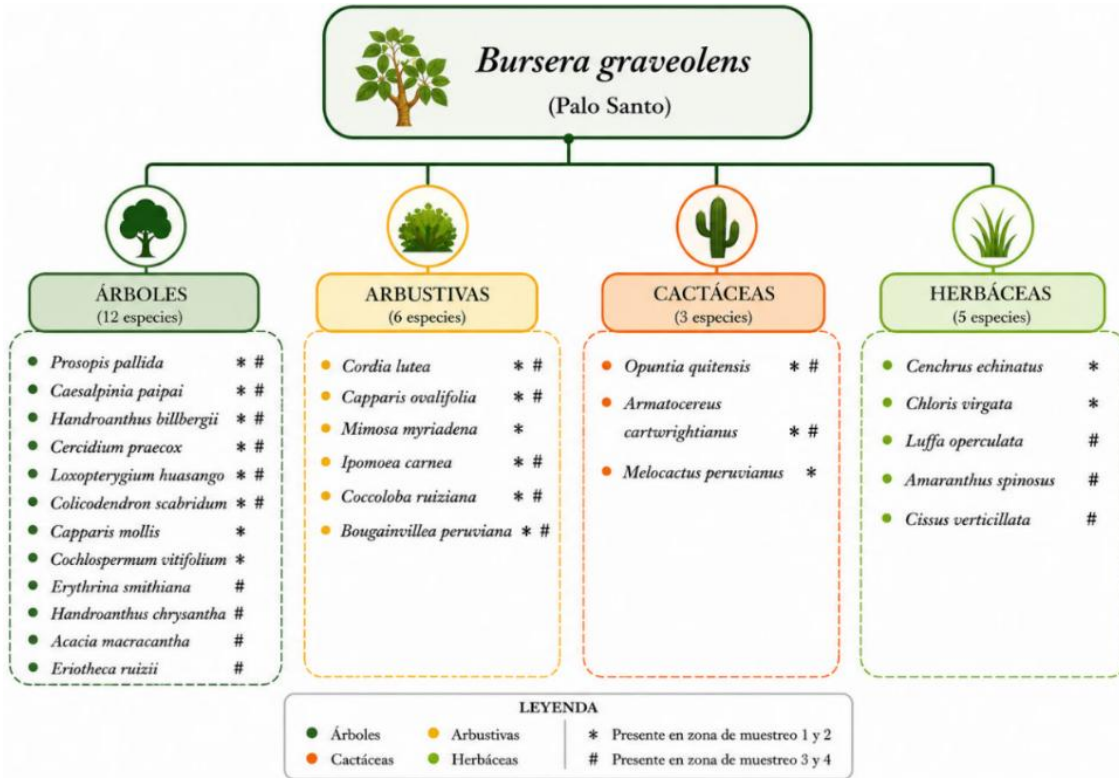 Bursera graveolens
(Palo Santo)
ÁRBOLES
(12 especies)
Prosopis pallida * #
Caesalpinia paipai * #
Handroanthus billbergii * #
Cercidium praecox * #
Loxopterygium huasango * #
Colicodendron scabridum * #
Capparis mollis *
Cochlospermum vitifolium *
Erythrina smithiana #
Handroanthus chrysantha #
Acacia macracantha #
Eriotheca ruizii #
ARBUSTIVAS
(6 especies)
Cordia lutea * #
Capparis ovalifolia * #
Mimosa myriadena *
Ipomoea carnea * #
Coccoloba ruiziana * #
Bougainvillea peruviana * #
CACTÁCEAS
(3 especies)
Opuntia quitensis * #
Armatocereus
cartwrightianus * #
Melocactus peruvianus *
HERBÁCEAS
(5 especies)
Cenchrus echinatus *
Chloris virgata *
Luffa operculata #
Amaranthus spinosus #
Cissus verticillata #
LEYENDA
Árboles
Arbustivas
* Presente en zona de muestreo 1 y 2
Cactáceas
Herbáceas
# Presente en zona de muestreo 3 y 4